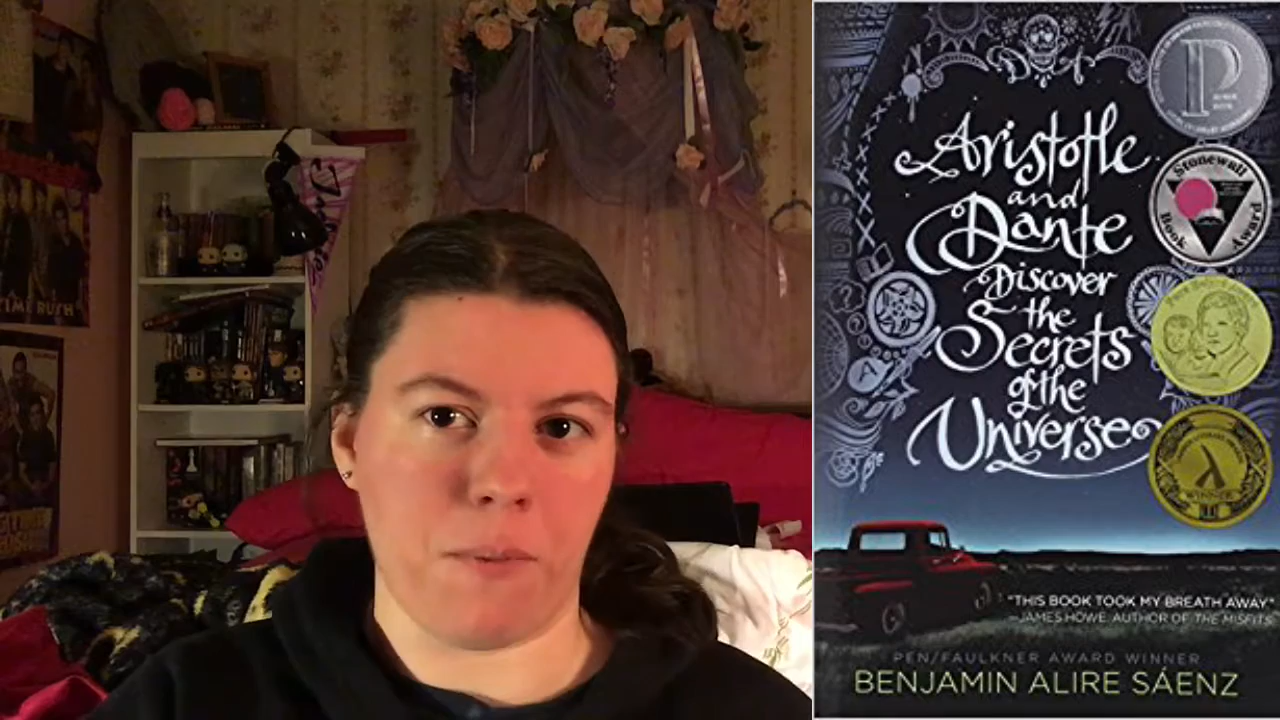 TIME RUSH
Aristotle
and
Dante
Discover
the
Secrets
of the
Universe
P
Stonewall
Book Award
WINNER
"THIS BOOK TOOK MY BREATH AWAY"
—JAMES HOWE, AUTHOR OF THE MISFITS
PEN/FAULKNER AWARD WINNER
BENJAMIN ALIRE SÁENZ